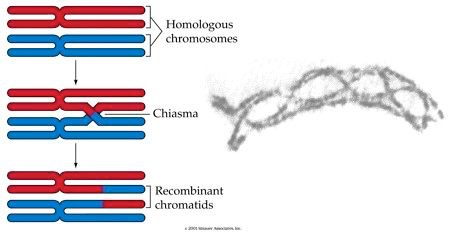 Homologous
chromosomes
Chiasma
Recombinant
chromatids
© 2001 Sinauer Associates, Inc.